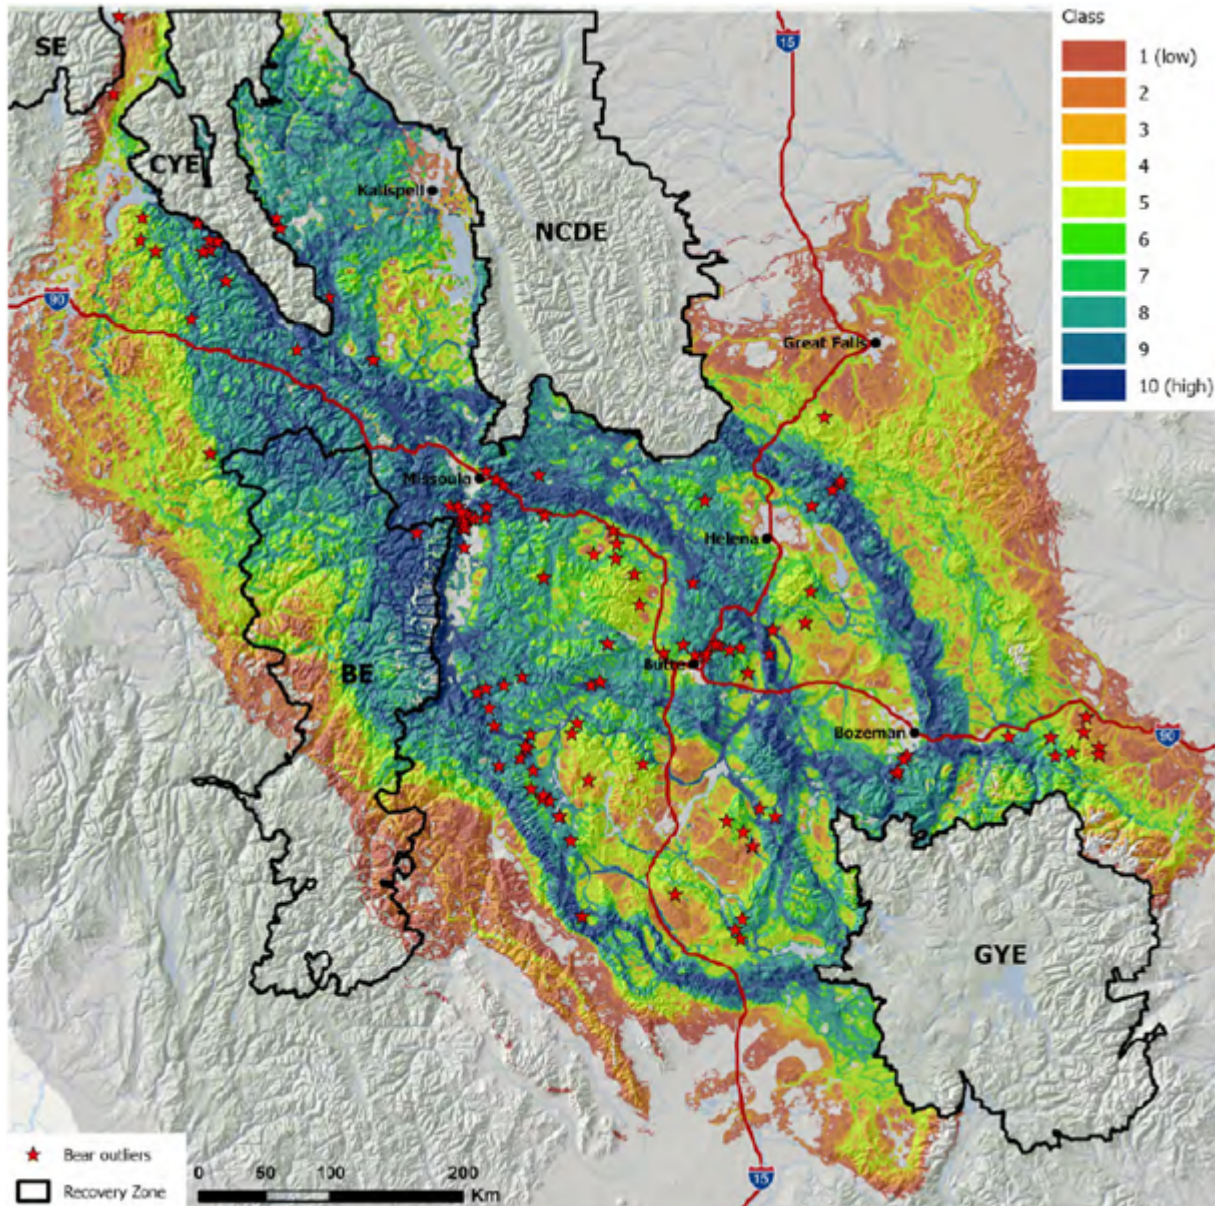 Class
1 (low)
2
3
4
5
6
7
8
9
10 (high)
15
SE
CYE
Kalispell
NCDE
90
Great Falls
Missoula
Helena
BE
Butte
Bozeman
90
GYE
15
Bear outliers
Recovery Zone
0 50 100 200
Km